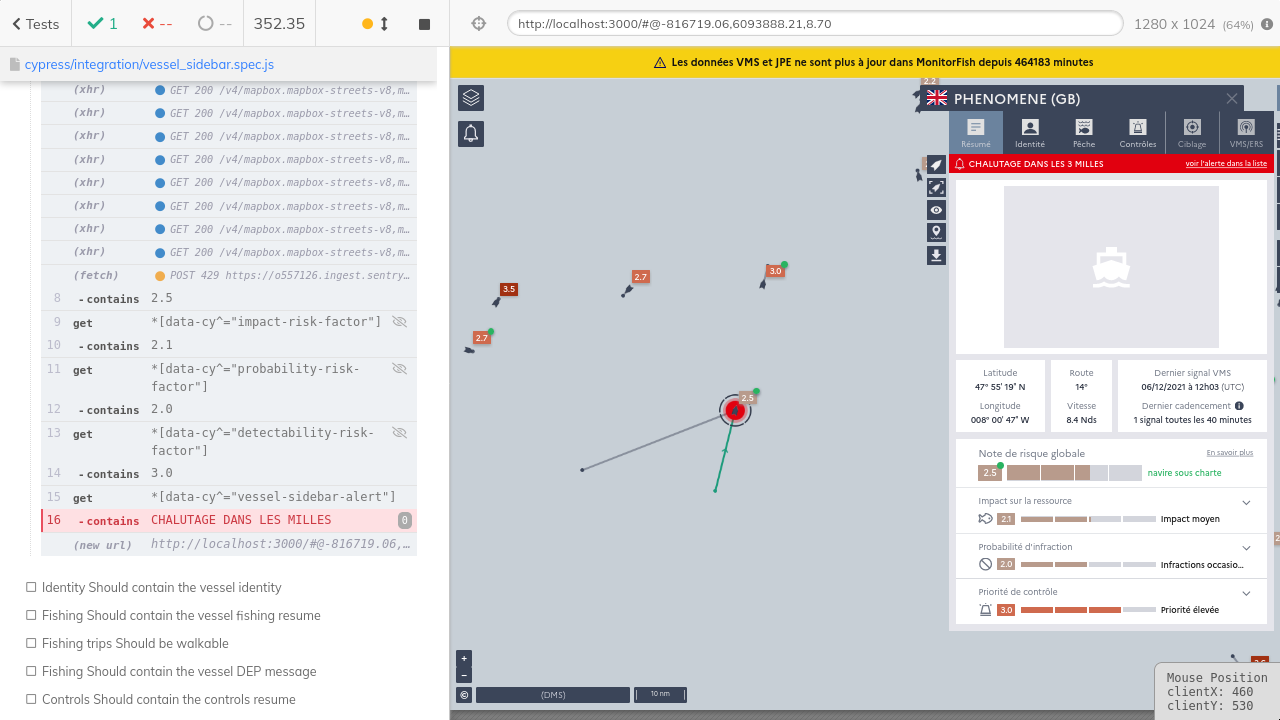 Tests
1
--
--
352.35
http://localhost:3000/#@-816719.06,6093888.21,8.70
1280 x 1024 (64%)
cypress/integration/vessel_sidebar.spec.js
(xhr) GET 200 /v4/mapbox.mapbox-streets-v8,m…
(xhr) GET 200 /v4/mapbox.mapbox-streets-v8,m…
(xhr) GET 200 /v4/mapbox.mapbox-streets-v8,m…
(xhr) GET 200 /v4/mapbox.mapbox-streets-v8,m…
(xhr) GET 200 /v4/mapbox.mapbox-streets-v8,m…
(xhr) GET 200 /v4/mapbox.mapbox-streets-v8,m…
(xhr) GET 200 /v4/mapbox.mapbox-streets-v8,m…
(xhr) GET 200 /v4/mapbox.mapbox-streets-v8,m…
(fetch) POST 429 https://o557126.ingest.sentry…
8 -contains 2.5
9 get *[data-cy^="impact-risk-factor"]
10 -contains 2.1
11 get *[data-cy^="probability-risk-
factor"]
12 -contains 2.0
13 get *[data-cy^="detectability-risk-
factor"]
14 -contains 3.0
15 get *[data-cy^="vessel-sidebar-alert"]
16 -contains CHALUTAGE DANS LES MILLES 0
(new url) http://localhost:3000/#@-816719.06,…
Identity Should contain the vessel identity
Fishing Should contain the vessel fishing resume
Fishing trips Should be walkable
Fishing Should contain the vessel DEP message
Controls Should contain the controls resume
Les données VMS et JPE ne sont plus à jour dans MonitorFish depuis 464183 minutes
3.5
2.7
3.0
2.7
2.5
PHENOMENE (GB)
Résumé
Identité
Pêche
Contrôles
Ciblage
VMS/ERS
CHALUTAGE DANS LES 3 MILLES
voir l'alerte dans la liste
Latitude
47° 55′ 19″ N
Longitude
008° 00′ 47″ W
Route
14°
Vitesse
8.4 Nds
Dernier signal VMS
06/12/2021 à 12h03 (UTC)
Dernier cadencement
1 signal toutes les 40 minutes
Note de risque globale
En savoir plus
2.5
navire sous charte
Impact sur la ressource
2.1
Impact moyen
Probabilité d'infraction
2.0
Infractions occasio...
Priorité de contrôle
3.0
Priorité élevée
+
−
©
(DMS)
10 nm
Mouse Position
clientX: 460
clientY: 530